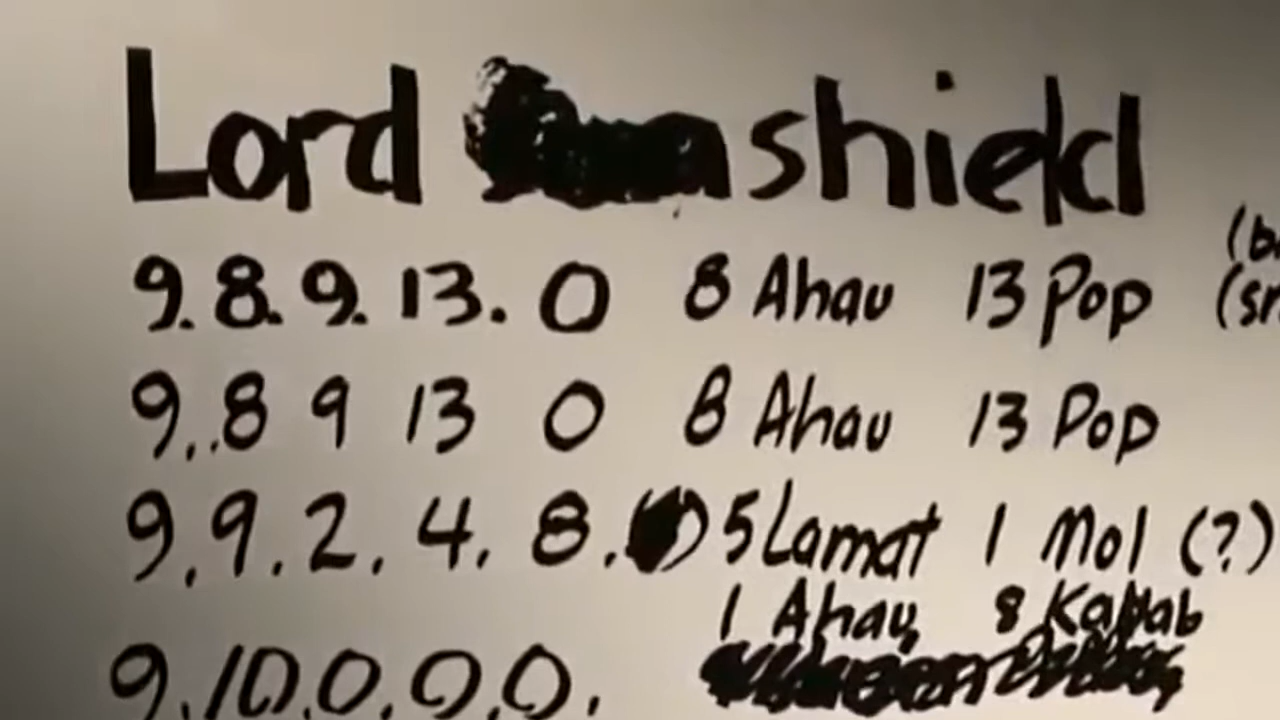 Lord shield
9.8.9.13.0 8 Ahau 13 Pop
9..8 9 13 0 8 Ahau 13 Pop
9.9.2.4.8. 5 Lamat 1 Mol (?)
1 Ahau 8 Kayab
9.10.0.0.0.